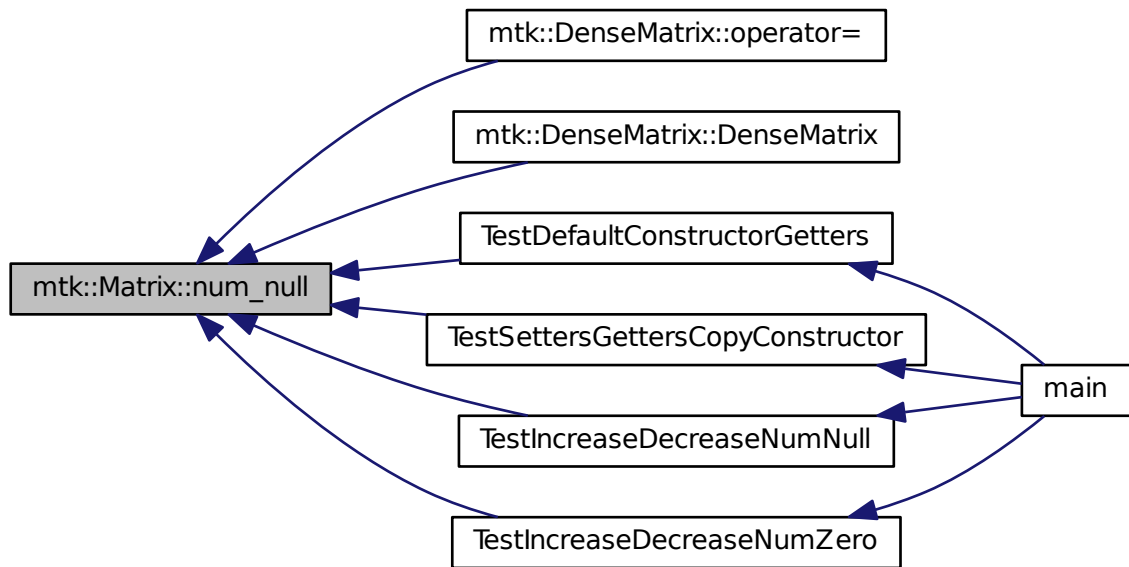 mtk::DenseMatrix::operator=
mtk::DenseMatrix::DenseMatrix
TestDefaultConstructorGetters
mtk::Matrix::num_null
TestSettersGettersCopyConstructor
main
TestIncreaseDecreaseNumNull
TestIncreaseDecreaseNumZero